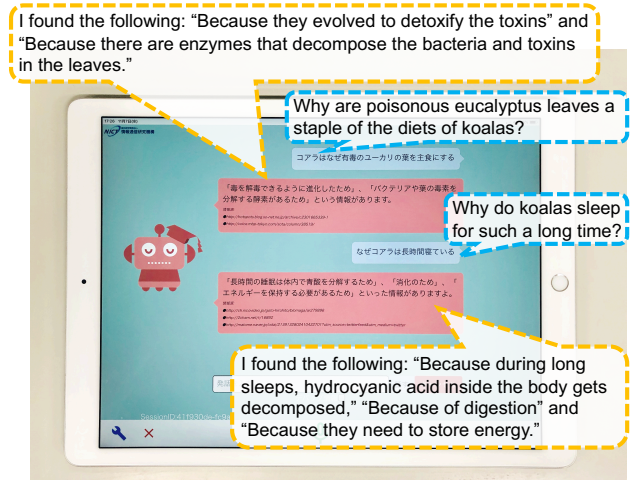 I found the following: “Because they evolved to detoxify the toxins” and
“Because there are enzymes that decompose the bacteria and toxins
in the leaves.”
Why are poisonous eucalyptus leaves a
staple of the diets of koalas?
NICT
コアラはなぜ有毒のユーカリの葉を主食にする
「毒を解毒できるように進化したため」、「バクテリアや葉の毒素を
分解する酵素があるため」という情報があります。
Why do koalas sleep
for such a long time?
なぜコアラは長時間寝ている
「長時間の睡眠は体内で青酸を分解するため」、「消化のため」、「
エネルギーを保持する必要があるため」といった情報がありますよ。
I found the following: “Because during long
sleeps, hydrocyanic acid inside the body gets
decomposed,” “Because of digestion” and
“Because they need to store energy.”